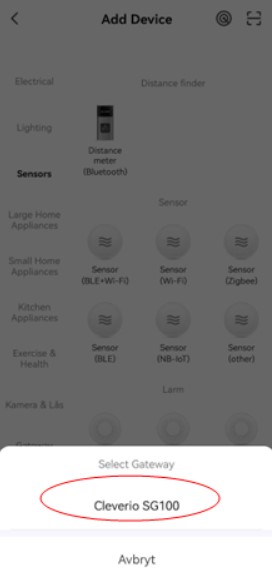 Add Device
Electrical
Lighting
Sensors
Large Home
Appliances
Small Home
Appliances
Kitchen
Appliances
Exercise &
Health
Kamera & Lås
Gateway
Distance finder
Distance
meter
(Bluetooth)
Sensor
Sensor
(BLE+Wi-Fi)
Sensor
(Wi-Fi)
Sensor
(Zigbee)
Sensor
(BLE)
Sensor
(NB-IoT)
Sensor
(other)
Larm
Select Gateway
Cleverio SG100
Avbryt